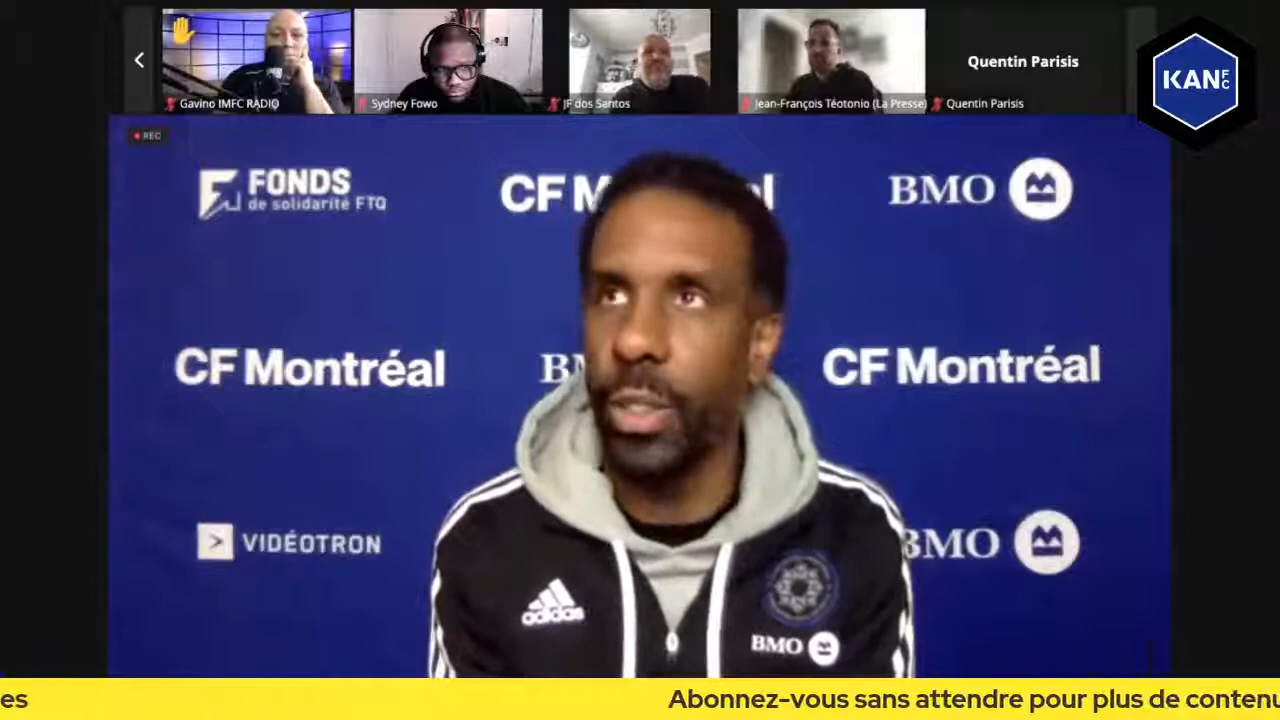 Quentin Parisis
Gavino IMFC RADIO
Sydney Fowo
JF dos Santos
Jean-François Téotonio (La Presse)
Quentin Parisis
KAN FC
REC
FONDS
de solidarité FTQ
CF M
l
BMO
CF Montréal
BM
CF Montréal
VIDÉOTRON
BMO
adidas
BMO
es
Abonnez-vous sans attendre pour plus de contenu